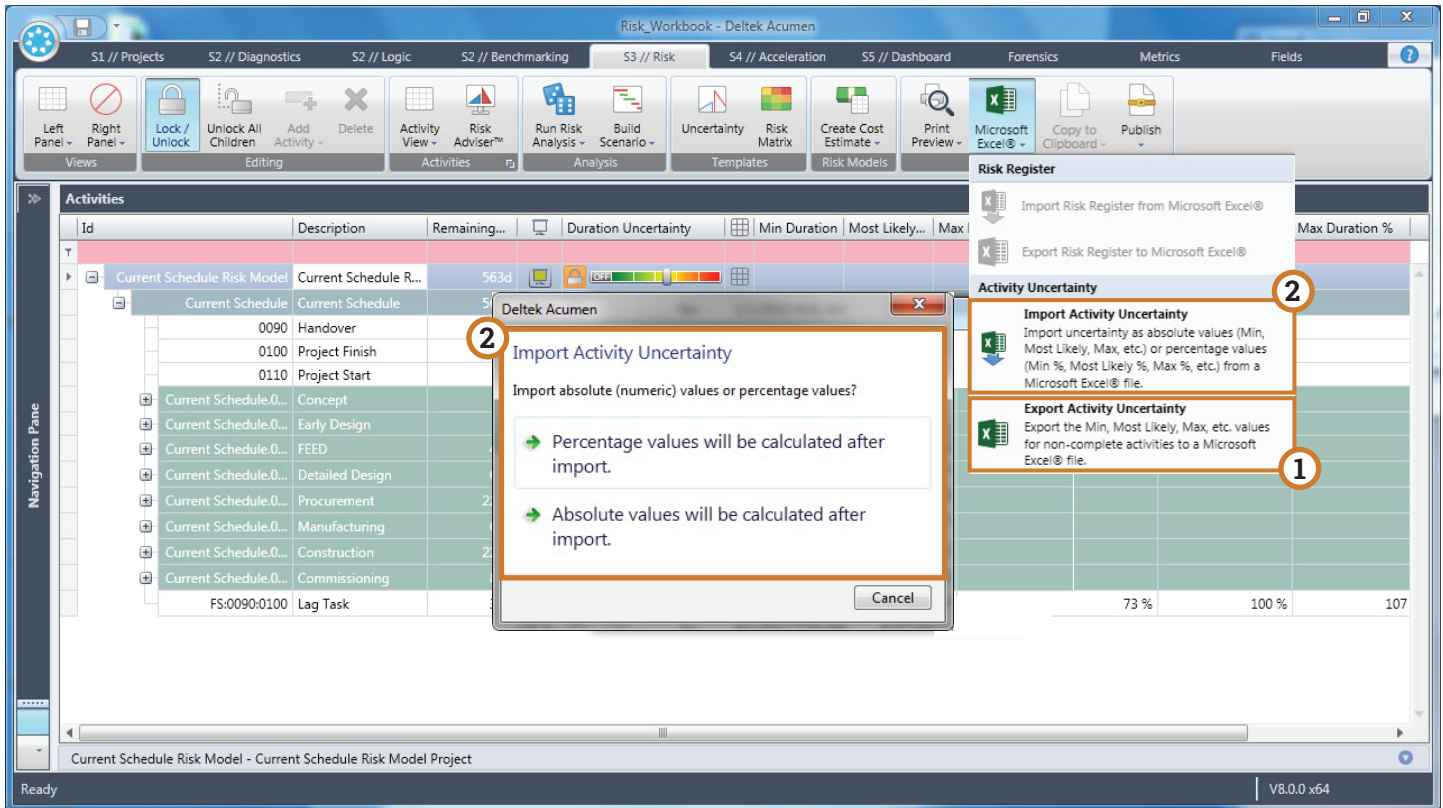 Risk_Workbook - Deltek Acumen
S1 // Projects S2 // Diagnostics S2 // Logic S2 // Benchmarking S3 // Risk S4 // Acceleration S5 // Dashboard Forensics Metrics Fields
Left Panel Right Panel Lock / Unlock Unlock All Children Add Activity Delete Activity View Risk Adviser™ Run Risk Analysis Build Scenario Uncertainty Risk Matrix Create Cost Estimate Print Preview Microsoft Excel® Copy to Clipboard Publish
Views Editing Activities Analysis Templates Risk Models
Risk Register
Import Risk Register from Microsoft Excel®
Export Risk Register to Microsoft Excel®
Activity Uncertainty
2
Import Activity Uncertainty
Import uncertainty as absolute values (Min,
Most Likely, Max, etc.) or percentage values
(Min %, Most Likely %, Max %, etc.) from a
Microsoft Excel® file.
Export Activity Uncertainty
Export the Min, Most Likely, Max, etc. values
for non-complete activities to a Microsoft
Excel® file.
1
Activities
Id Description Remaining... Duration Uncertainty Min Duration Most Likely... Max Max Duration %
Current Schedule Risk Model Current Schedule R... 563d OFF
Current Schedule Current Schedule
0090 Handover
0100 Project Finish
0110 Project Start
Current Schedule.0... Concept
Current Schedule.0... Early Design
Current Schedule.0... FEED
Current Schedule.0... Detailed Design
Current Schedule.0... Procurement
Current Schedule.0... Manufacturing
Current Schedule.0... Construction
Current Schedule.0... Commissioning
FS:0090:0100 Lag Task 73 % 100 % 107
Deltek Acumen
2
Import Activity Uncertainty
Import absolute (numeric) values or percentage values?
Percentage values will be calculated after
import.
Absolute values will be calculated after
import.
Cancel
Navigation Pane
Current Schedule Risk Model - Current Schedule Risk Model Project
Ready V8.0.0 x64